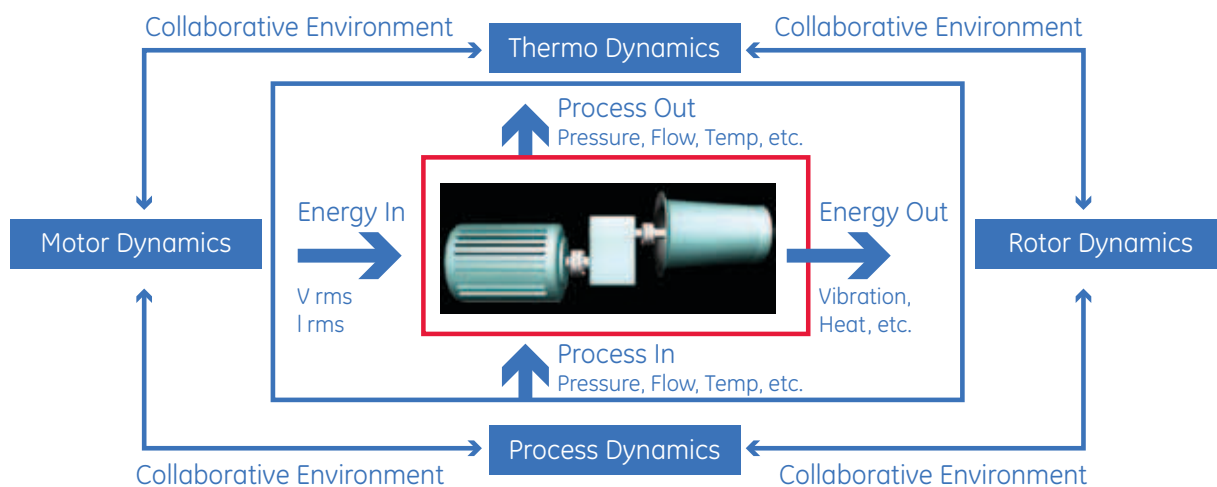 Collaborative Environment
Collaborative Environment
Thermo Dynamics
Process Out
Pressure, Flow, Temp, etc.
Energy In
Energy Out
Motor Dynamics
Rotor Dynamics
V rms
I rms
Vibration,
Heat, etc.
Process In
Pressure, Flow, Temp, etc.
Process Dynamics
Collaborative Environment
Collaborative Environment